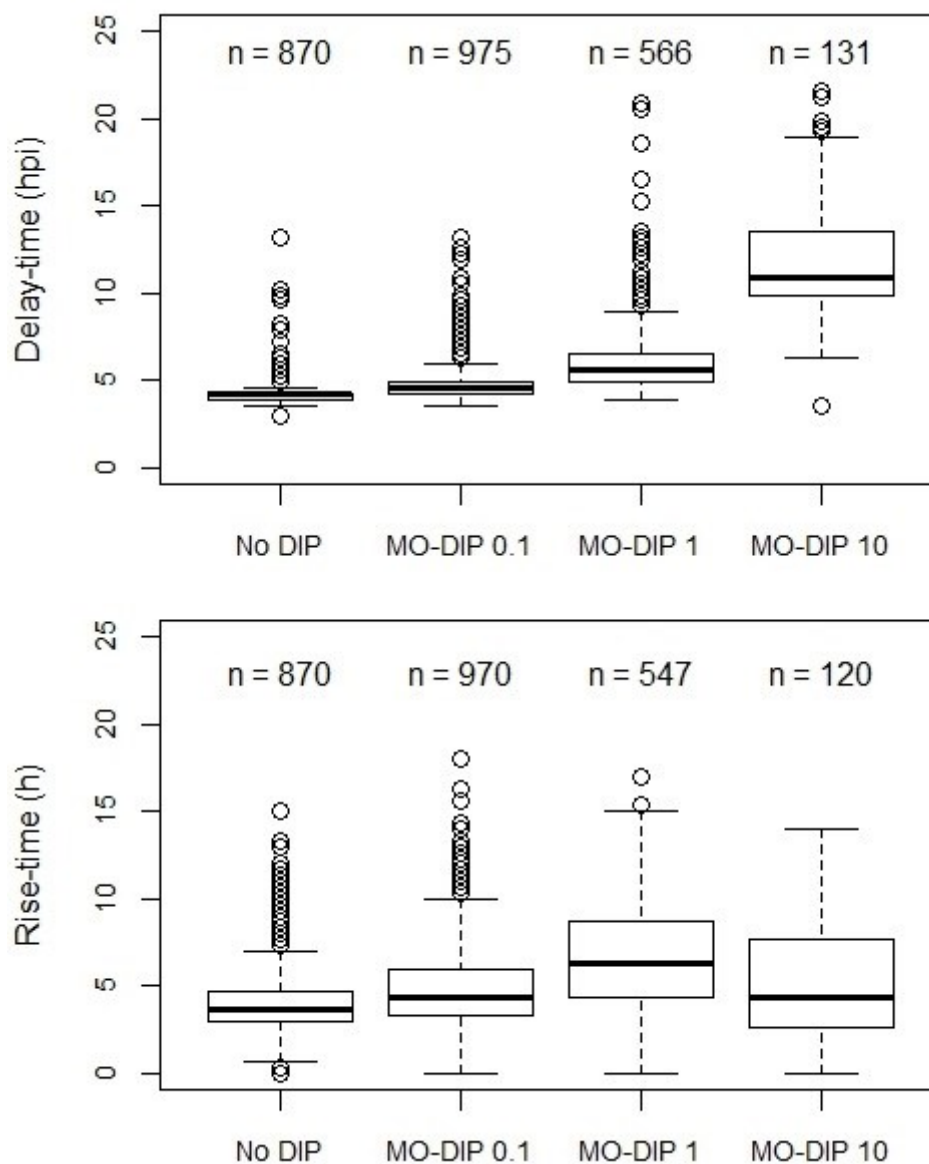 25
n = 870 n = 975 n = 566 n = 131
20
15
10
5
0
Delay-time (hpi)
No DIP MO-DIP 0.1 MO-DIP 1 MO-DIP 10
25
n = 870 n = 970 n = 547 n = 120
20
15
10
5
0
Rise-time (h)
No DIP MO-DIP 0.1 MO-DIP 1 MO-DIP 10